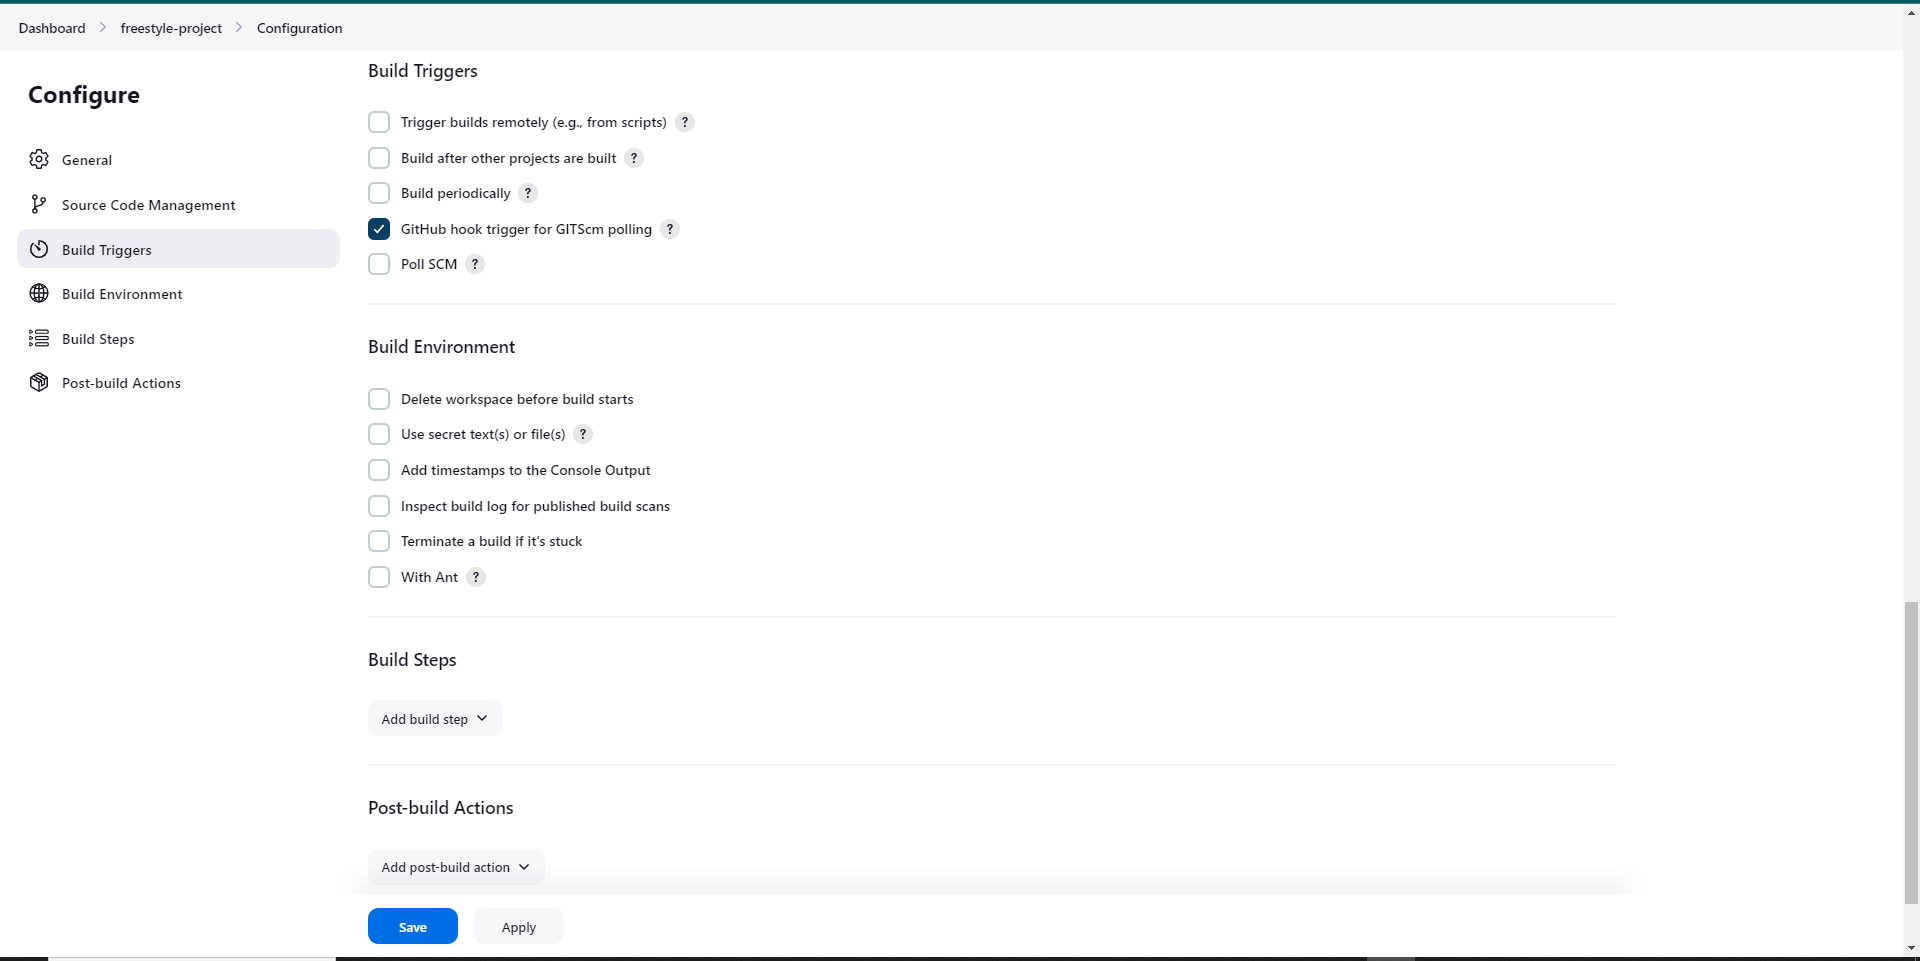 Dashboard > freestyle-project > Configuration
Configure
General
Source Code Management
Build Triggers
Build Environment
Build Steps
Post-build Actions
Build Triggers
Trigger builds remotely (e.g., from scripts) ?
Build after other projects are built ?
Build periodically ?
GitHub hook trigger for GITScm polling ?
Poll SCM ?
Build Environment
Delete workspace before build starts
Use secret text(s) or file(s) ?
Add timestamps to the Console Output
Inspect build log for published build scans
Terminate a build if it's stuck
With Ant ?
Build Steps
Add build step
Post-build Actions
Add post-build action
Save Apply